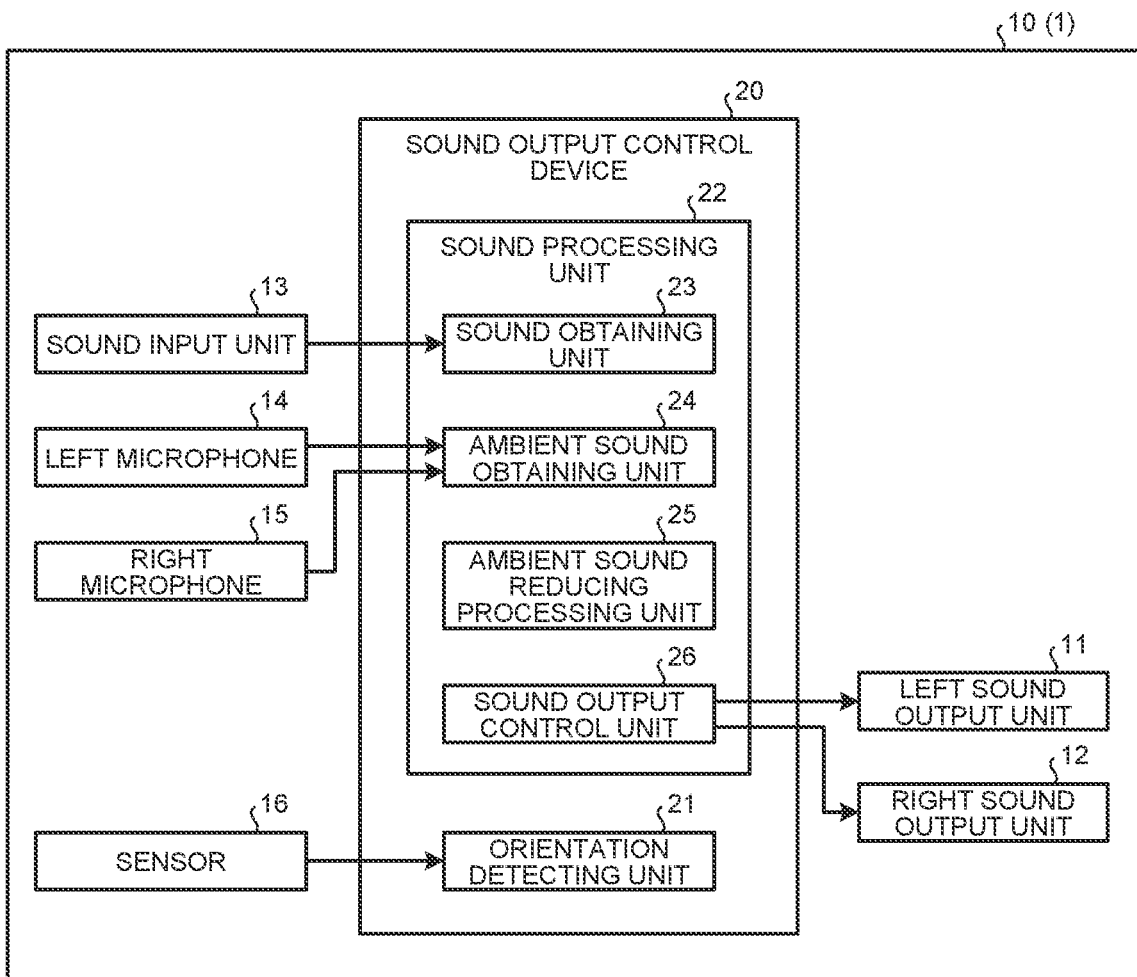 10 (1)
20
SOUND OUTPUT CONTROL
DEVICE
22
SOUND PROCESSING
UNIT
13
SOUND INPUT UNIT
23
SOUND OBTAINING
UNIT
14
LEFT MICROPHONE
24
AMBIENT SOUND
OBTAINING UNIT
15
RIGHT
MICROPHONE
25
AMBIENT SOUND
REDUCING
PROCESSING UNIT
26
SOUND OUTPUT
CONTROL UNIT
11
LEFT SOUND
OUTPUT UNIT
12
RIGHT SOUND
OUTPUT UNIT
16
SENSOR
21
ORIENTATION
DETECTING UNIT